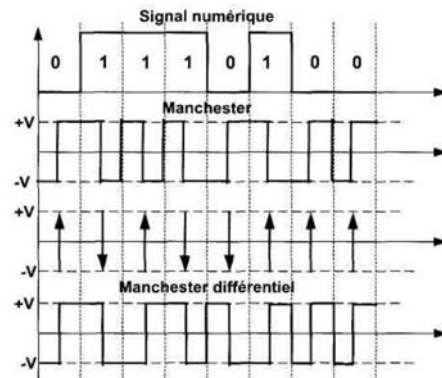 Signal numérique
0 1 1 1 0 1 0 0
Manchester
+V
-V
+V
-V
Manchester différentiel
+V
-V